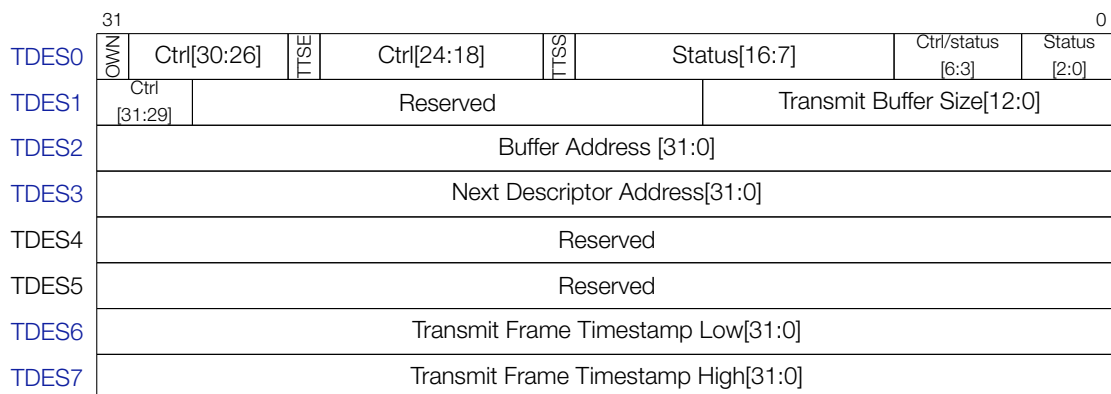 31 0
TDES0 OWN Ctrl[30:26] TTSE Ctrl[24:18] TTSS Status[16:7] Ctrl/status [6:3] Status [2:0]
TDES1 Ctrl [31:29] Reserved Transmit Buffer Size[12:0]
TDES2 Buffer Address [31:0]
TDES3 Next Descriptor Address[31:0]
TDES4 Reserved
TDES5 Reserved
TDES6 Transmit Frame Timestamp Low[31:0]
TDES7 Transmit Frame Timestamp High[31:0]